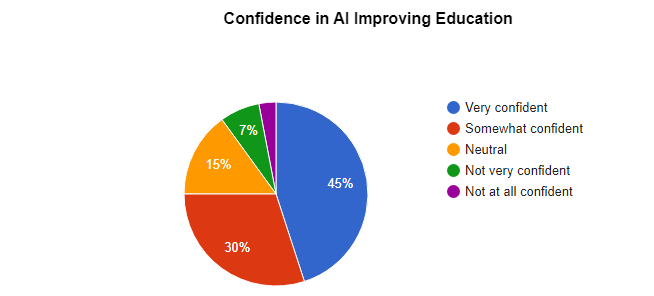 Confidence in AI Improving Education
Very confident
Somewhat confident
Neutral
Not very confident
Not at all confident
7%
15%
45%
30%